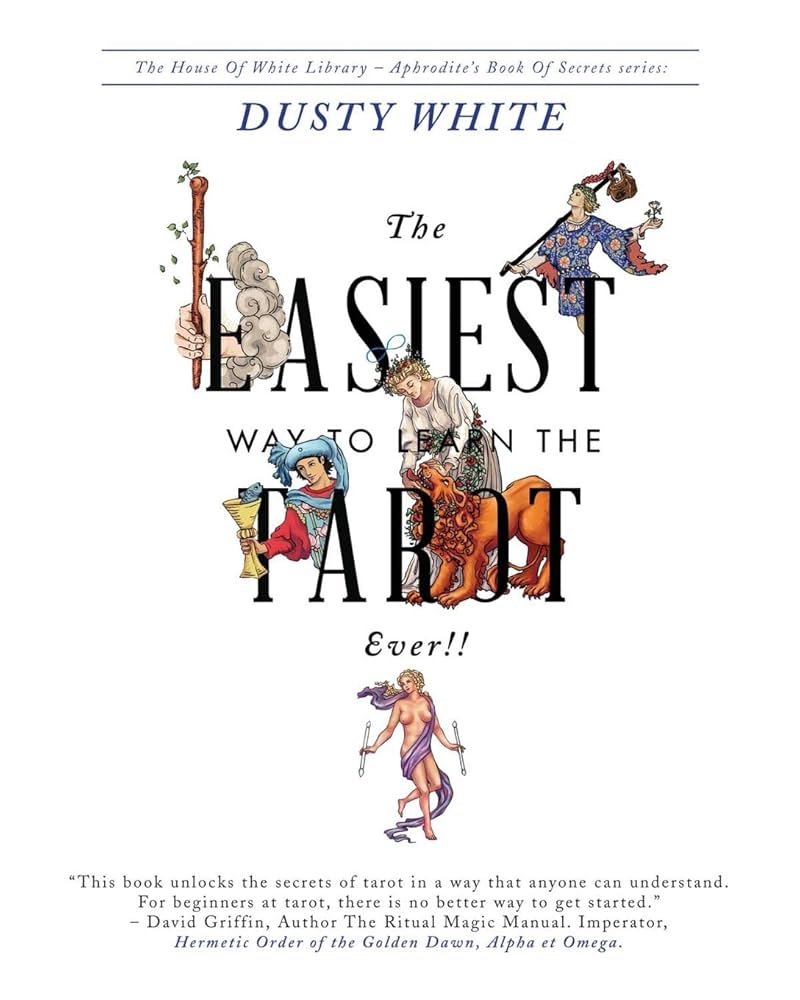 The House Of White Library – Aphrodite's Book Of Secrets series:
DUSTY WHITE
The
EASIEST
WAY TO LEARN THE
TAROT
Ever!!
“This book unlocks the secrets of tarot in a way that anyone can understand.
For beginners at tarot, there is no better way to get started.”
– David Griffin, Author The Ritual Magic Manual. Imperator,
Hermetic Order of the Golden Dawn, Alpha et Omega.